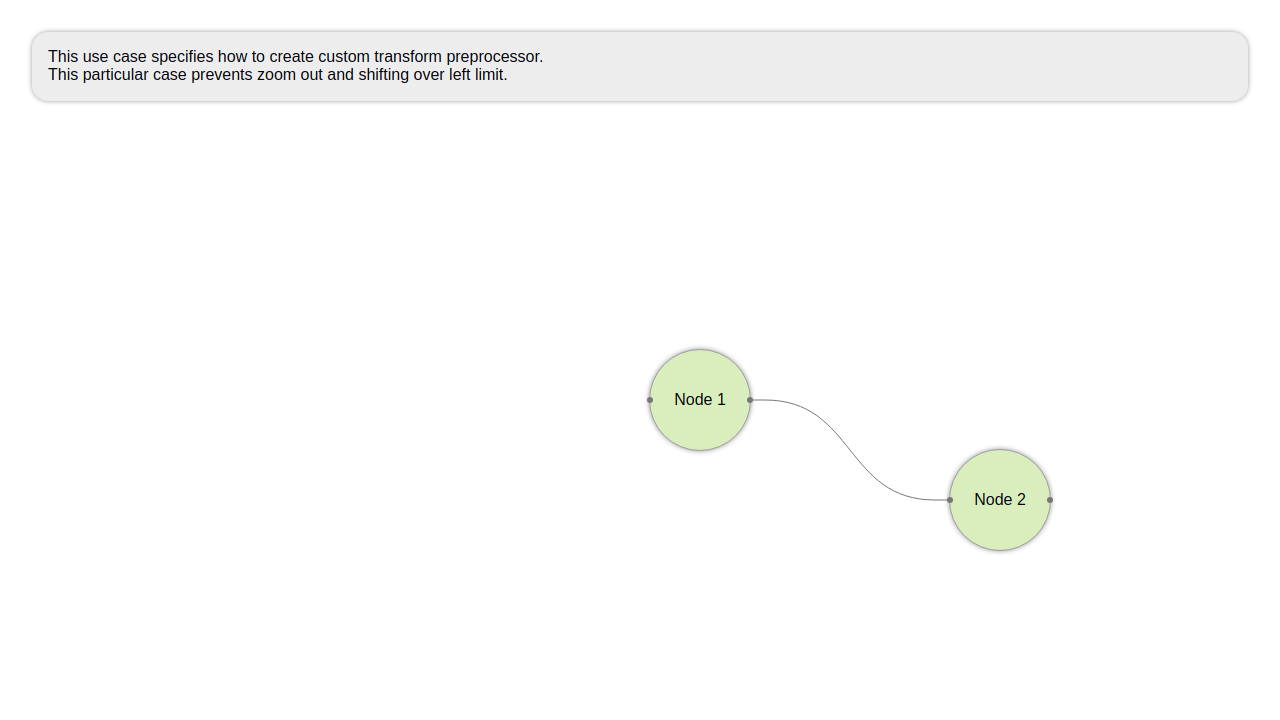 This use case specifies how to create custom transform preprocessor.
This particular case prevents zoom out and shifting over left limit.
Node 1
Node 2